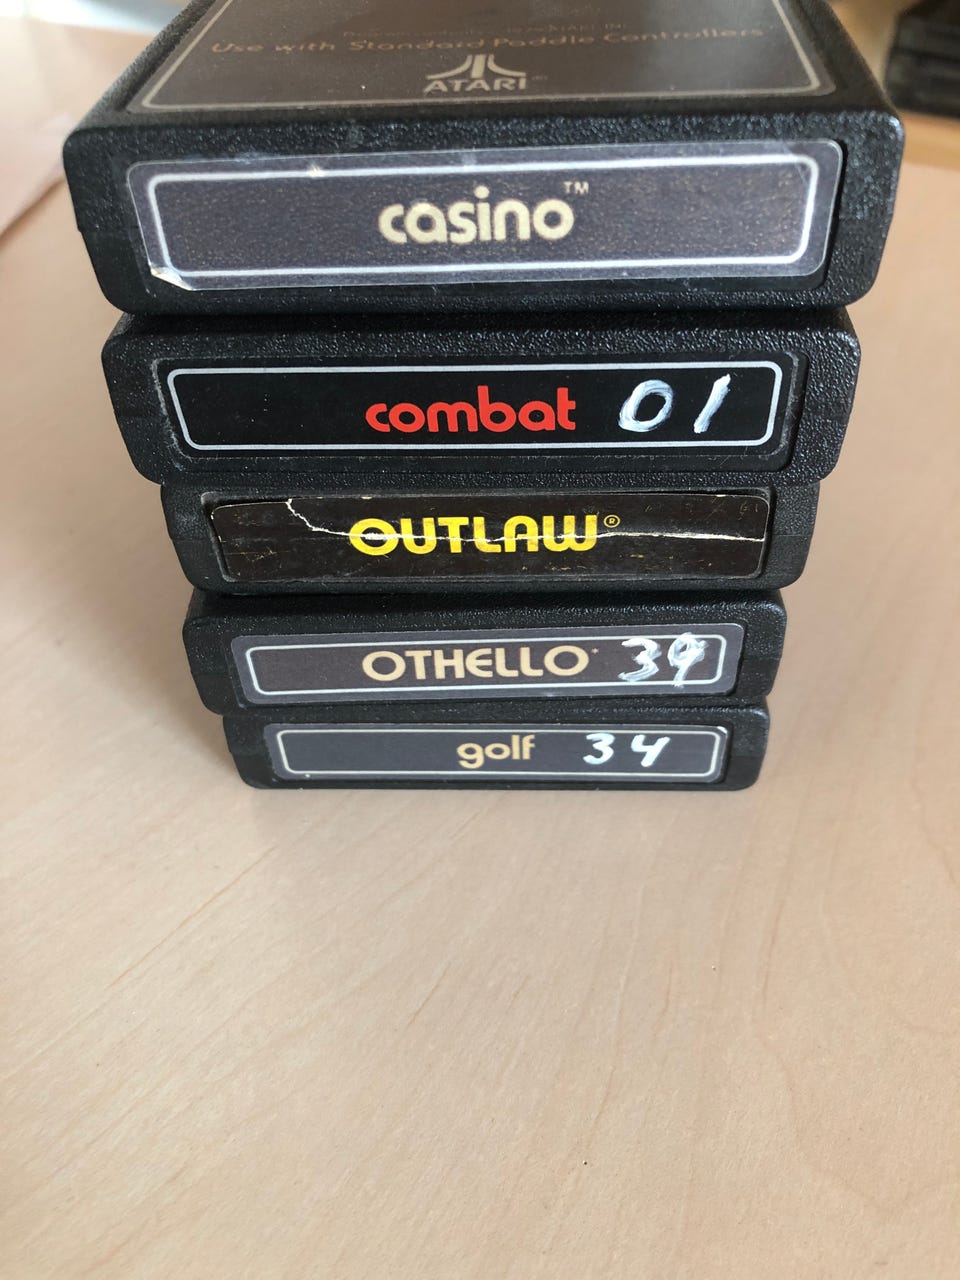 Use with Standard Paddle Controllers
ATARI
casino™
combat 01
OUTLAW®
OTHELLO* 39
golf 34